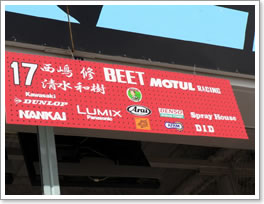 17 西嶋 修 BEET MOTUL RACING
清水和樹
Kawasaki
DUNLOP LUMIX Arai DENSO Spray House
NANKAI Panasonic D.I.D